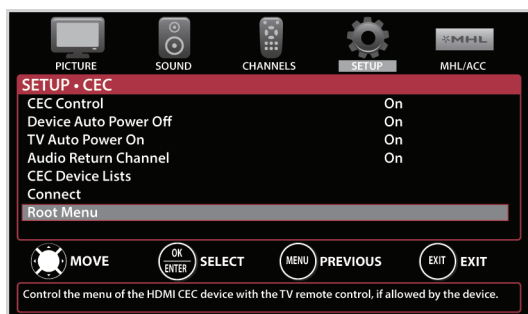 MHL
PICTURE SOUND CHANNELS SETUP MHL/ACC
SETUP • CEC
CEC Control On
Device Auto Power Off On
TV Auto Power On On
Audio Return Channel On
CEC Device Lists
Connect
Root Menu
MOVE OK ENTER SELECT MENU PREVIOUS EXIT EXIT
Control the menu of the HDMI CEC device with the TV remote control, if allowed by the device.